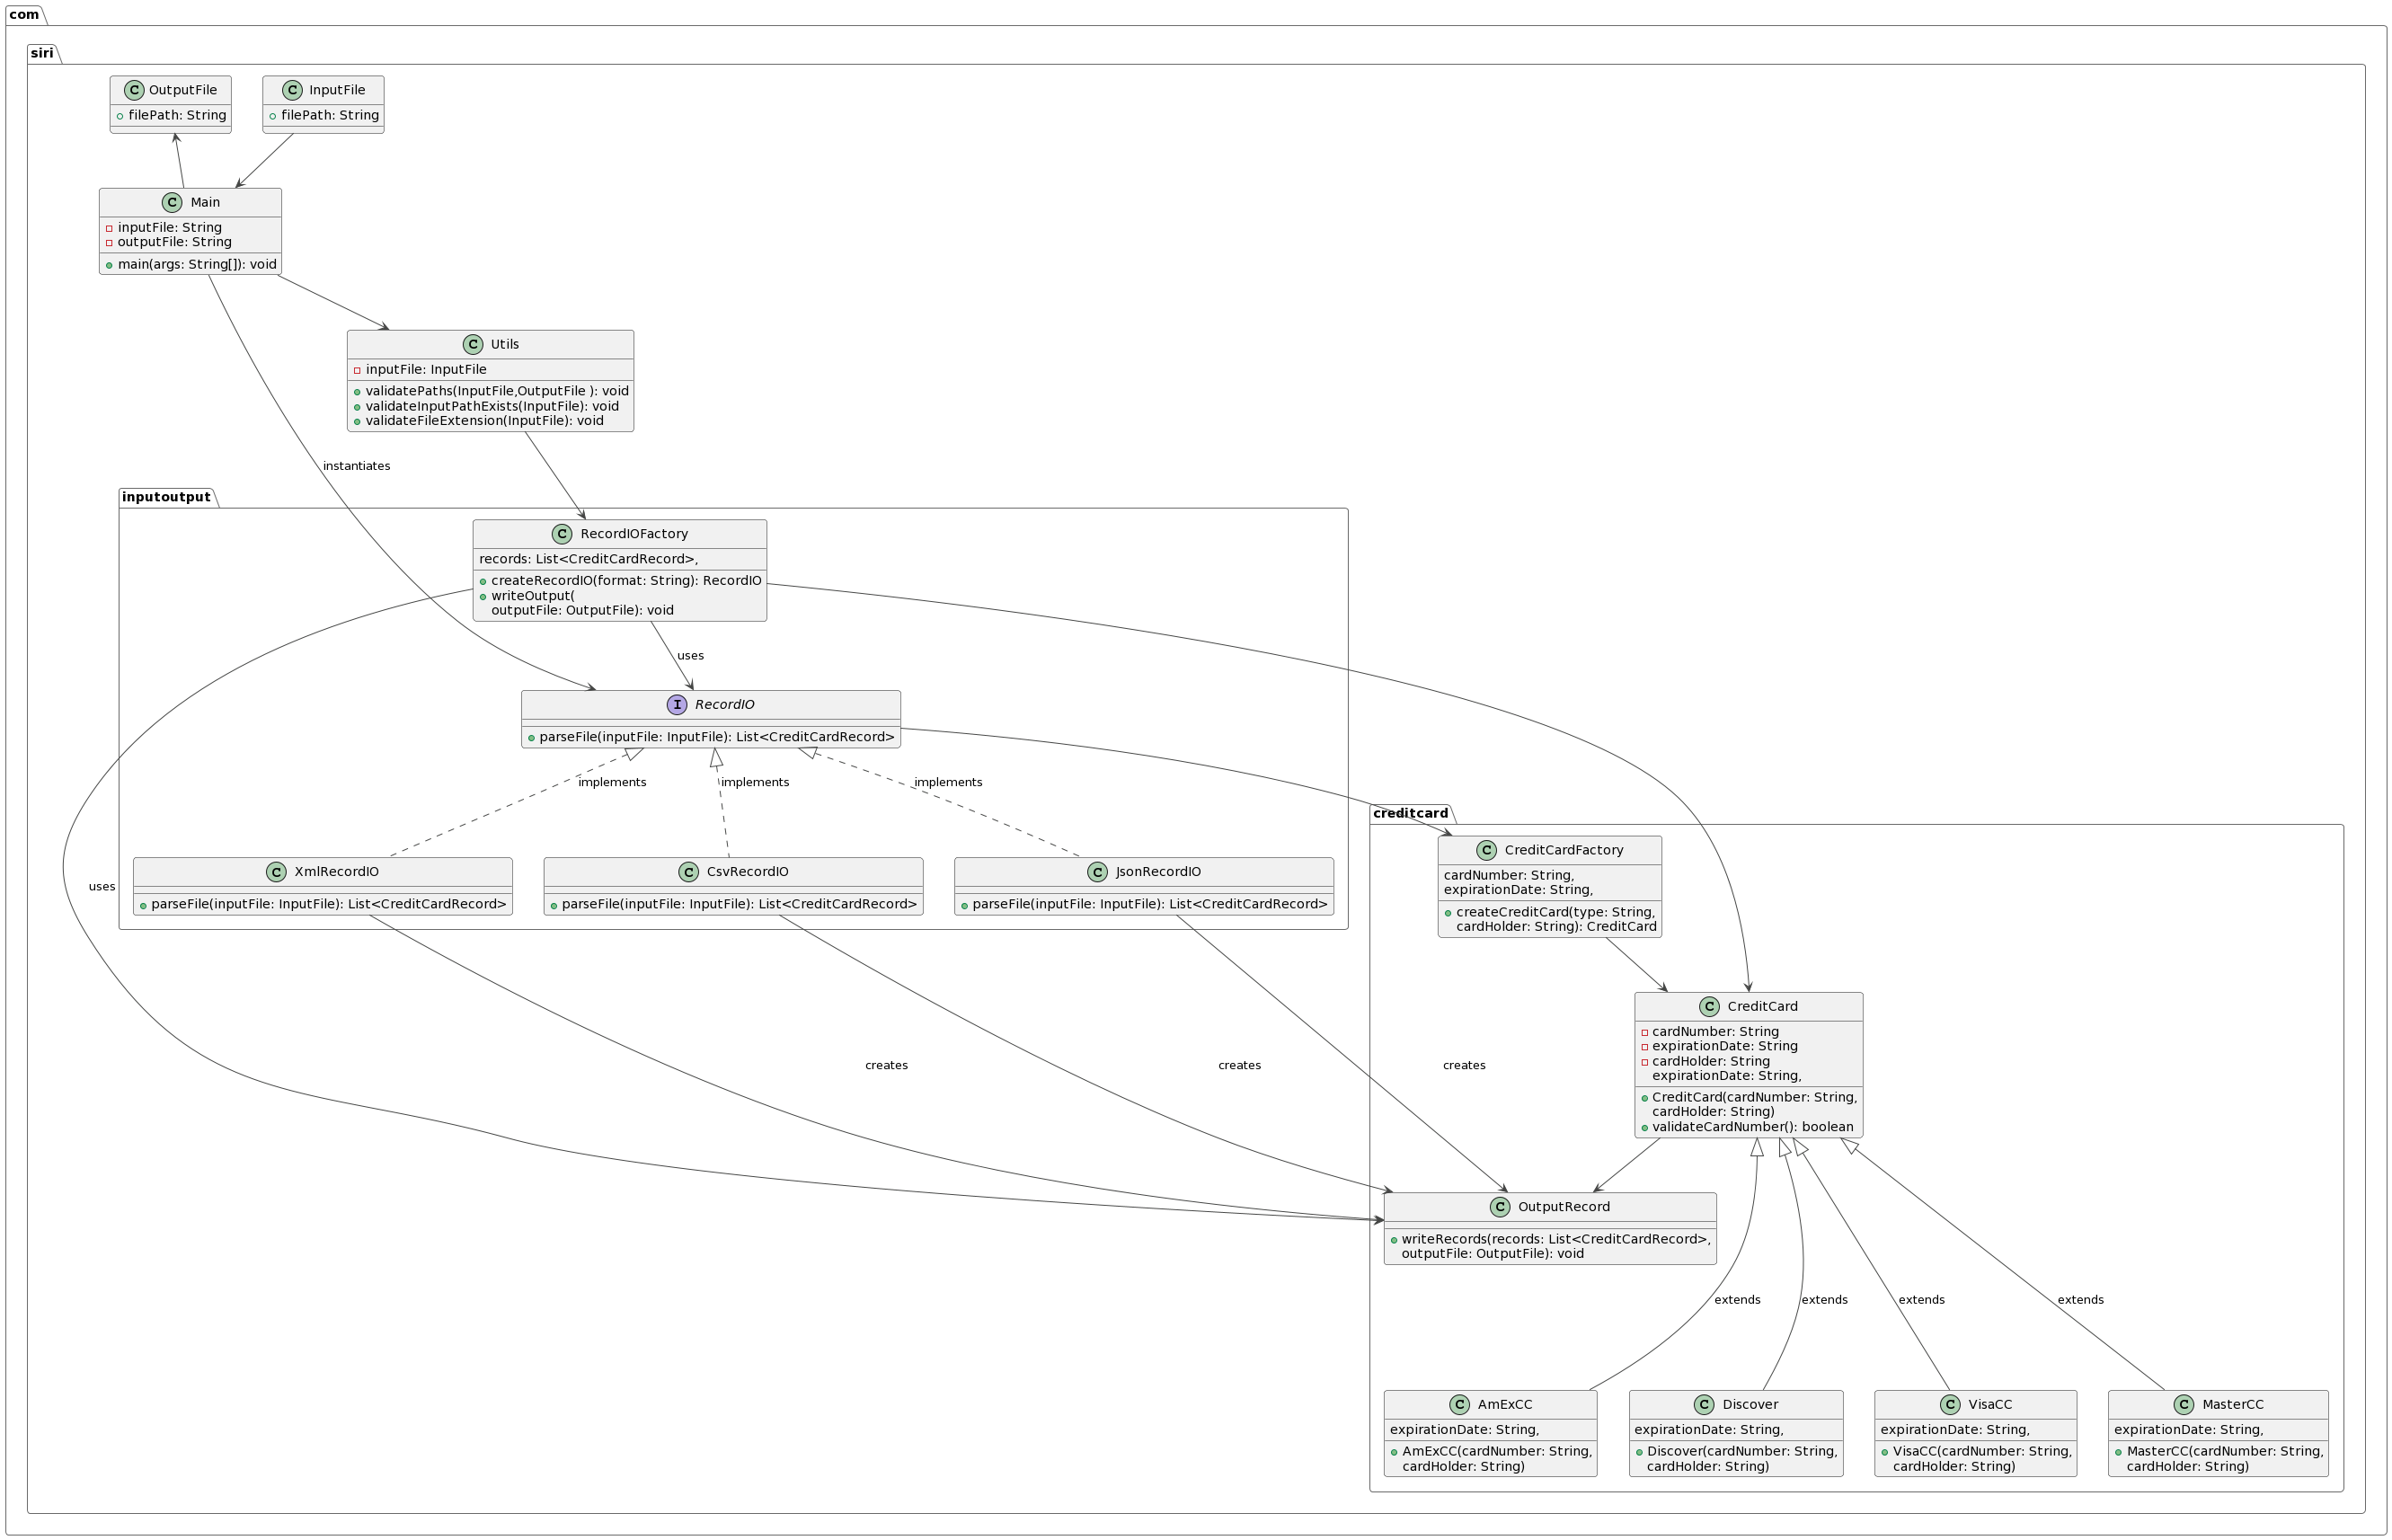 com
siri
OutputFile
+ filePath: String
InputFile
+ filePath: String
Main
inputFile: String
outputFile: String
main(args: String[]): void
Utils
inputFile: InputFile
validatePaths(InputFile,OutputFile ): void
validateInputPathExists(InputFile): void
validateFileExtension(InputFile): void
instantiates
inputoutput
RecordIOFactory
records: List<CreditCardRecord>,
createRecordIO(format: String): RecordIO
writeOutput(
outputFile: OutputFile): void
uses
RecordIO
parseFile(inputFile: InputFile): List<CreditCardRecord>
implements
implements
implements
creditcard
CreditCardFactory
cardNumber: String,
expirationDate: String,
createCreditCard(type: String,
cardHolder: String): CreditCard
XmlRecordIO
parseFile(inputFile: InputFile): List<CreditCardRecord>
CsvRecordIO
parseFile(inputFile: InputFile): List<CreditCardRecord>
JsonRecordIO
parseFile(inputFile: InputFile): List<CreditCardRecord>
uses
CreditCard
cardNumber: String
expirationDate: String
cardHolder: String
expirationDate: String,
CreditCard(cardNumber: String,
cardHolder: String)
validateCardNumber(): boolean
creates
creates
creates
OutputRecord
writeRecords(records: List<CreditCardRecord>,
outputFile: OutputFile): void
extends
extends
extends
extends
AmExCC
expirationDate: String,
AmExCC(cardNumber: String,
cardHolder: String)
Discover
expirationDate: String,
Discover(cardNumber: String,
cardHolder: String)
VisaCC
expirationDate: String,
VisaCC(cardNumber: String,
cardHolder: String)
MasterCC
expirationDate: String,
MasterCC(cardNumber: String,
cardHolder: String)